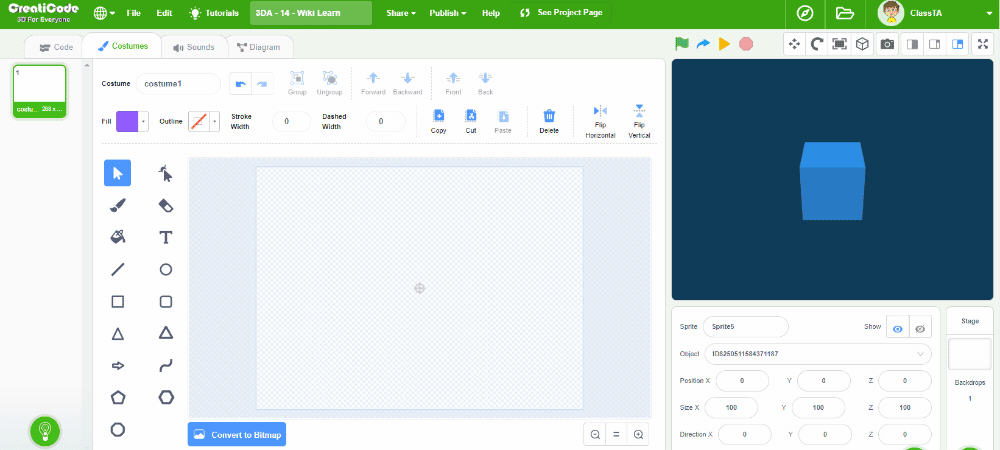 CreatiCode
3D For Everyone
File
Edit
Tutorials
3DA - 14 - Wiki Learn
Share
Publish
Help
See Project Page
ClassTA
Code
Costumes
Sounds
Diagram
1
costu... 268 x ...
Costume
costume1
Group
Ungroup
Forward
Backward
Front
Back
Fill
Outline
Stroke Width
0
Dashed Width
0
Copy
Cut
Paste
Delete
Flip Horizontal
Flip Vertical
T
Convert to Bitmap
Sprite
Sprite5
Show
Object
ID8250511584371187
Position X 0 Y 0 Z 0
Size X 100 Y 100 Z 100
Direction X 0 Y 0 Z 0
Stage
Backdrops
1